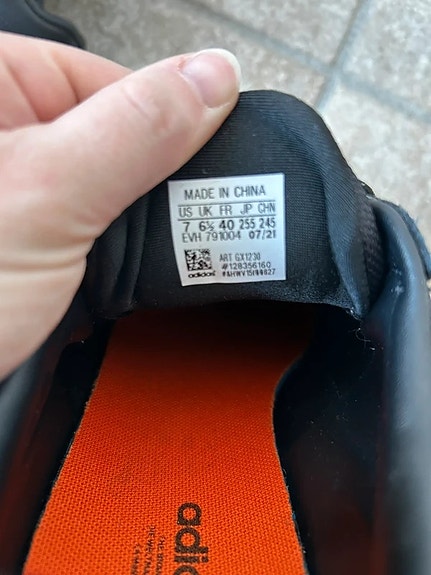 MADE IN CHINA
US UK FR JP CHN
7 6½ 40 255 245
EVH 791004 07/21
ART GX1230
#128356160
adidas
adid